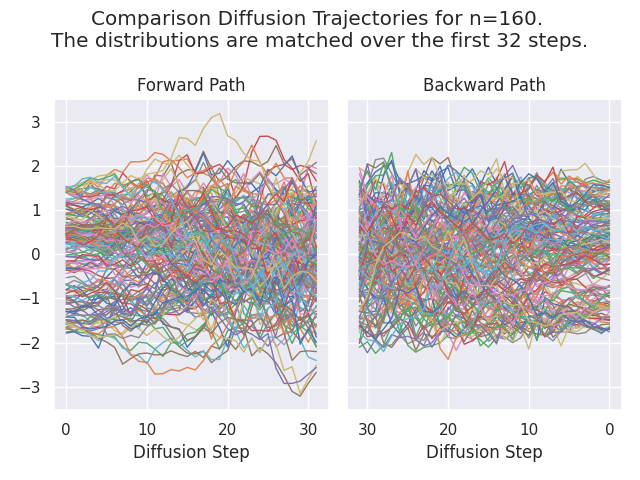 Comparison Diffusion Trajectories for n=160.
The distributions are matched over the first 32 steps.
Forward Path
Backward Path
3
2
1
0
−1
−2
−3
0 10 20 30
30 20 10 0
Diffusion Step
Diffusion Step